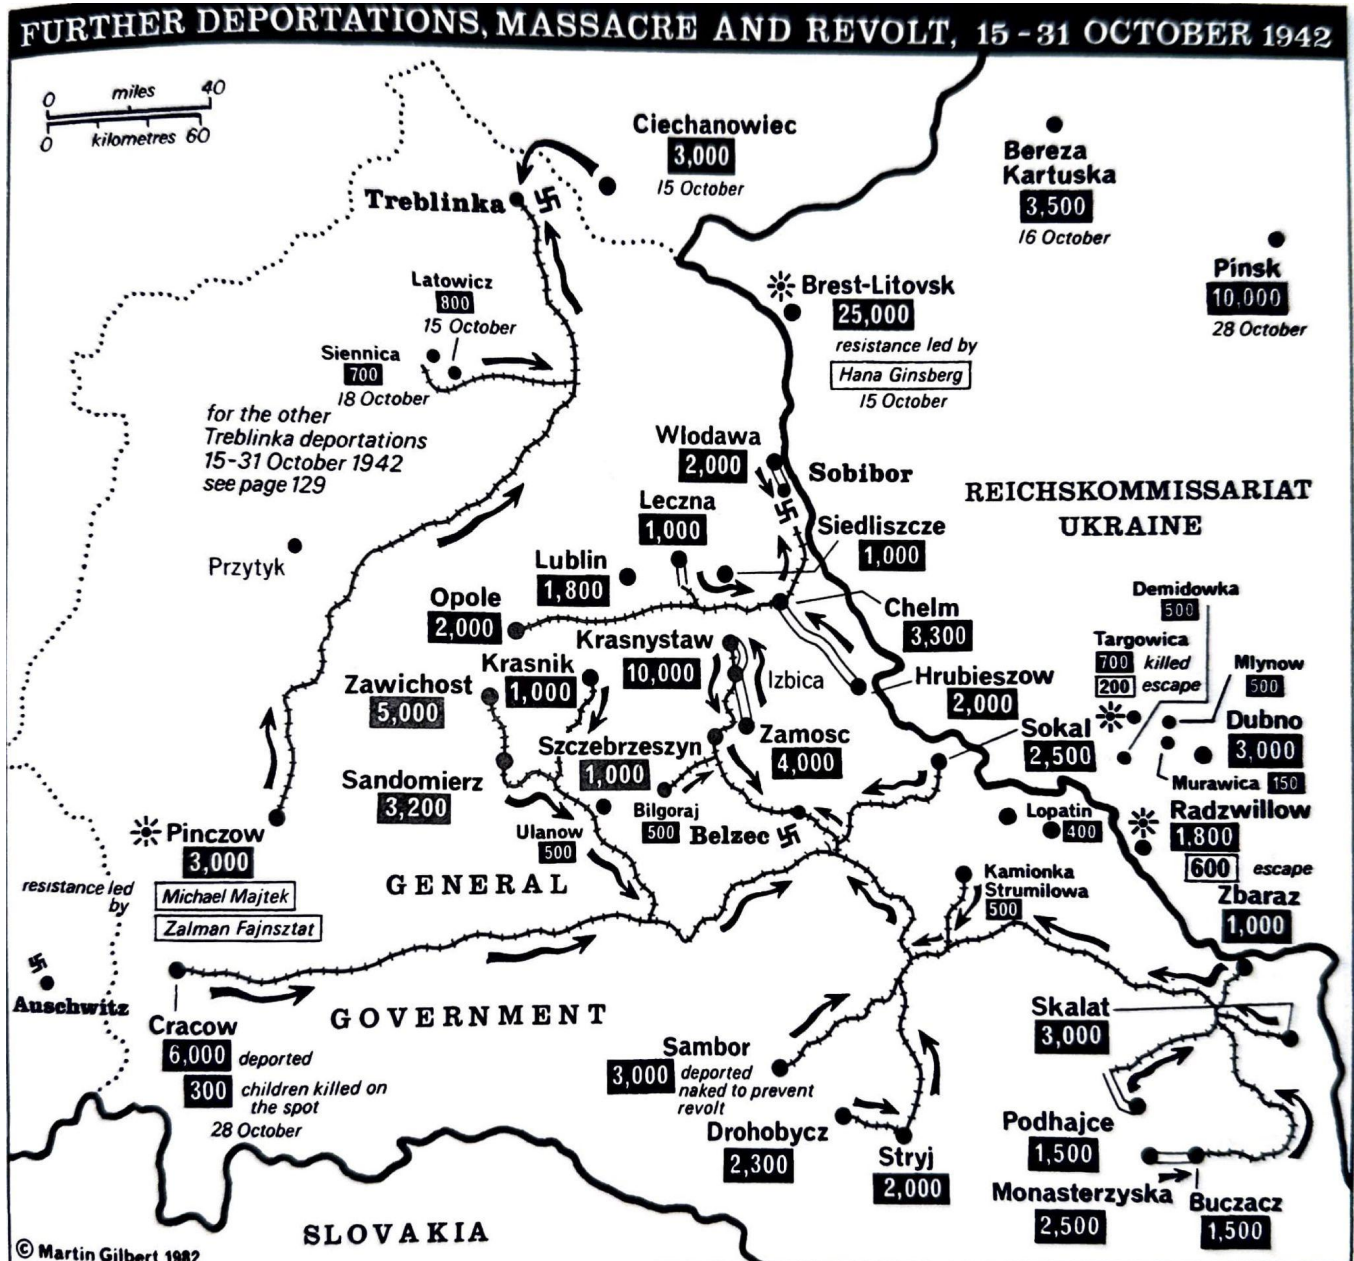 FURTHER DEPORTATIONS, MASSACRE AND REVOLT, 15-31 OCTOBER 1942
0 miles 40
0 kilometres 60
Ciechanowiec
3,000
15 October
Bereza
Kartuska
3,500
16 October
Treblinka
Pinsk
10,000
28 October
Latowicz
800
15 October
Brest-Litovsk
25,000
resistance led by
Hana Ginsberg
15 October
Siennica
700
18 October
for the other
Treblinka deportations
15-31 October 1942
see page 129
Wlodawa
2,000
Sobibor
REICHSKOMMISSARIAT
UKRAINE
Leczna
1,000
Siedliszcze
1,000
Przytyk
Lublin
1,800
Opole
2,000
Chelm
3,300
Demidowka
500
Krasnystaw
10,000
Targowica
700 killed
200 escape
Mlynow
500
Krasnik
1,000
Izbica
Hrubieszow
2,000
Zawichost
5,000
Dubno
3,000
Sokal
2,500
Zamosc
4,000
Szczebrzeszyn
1,000
Murawica 150
Sandomierz
3,200
Bilgoraj
500
Belzec
Lopatin
400
Radzwillow
1,800
600 escape
Ulanow
500
Pinczow
3,000
resistance led
by
Michael Majtek
Zalman Fajnsztat
GENERAL
Kamionka
Strumilowa
500
Zbaraz
1,000
Auschwitz
GOVERNMENT
Cracow
6,000 deported
300 children killed on
the spot
28 October
Skalat
3,000
Sambor
3,000 deported
naked to prevent
revolt
Drohobycz
2,300
Stryj
2,000
Podhajce
1,500
Monasterzyska
2,500
Buczacz
1,500
SLOVAKIA
© Martin Gilbert 1982